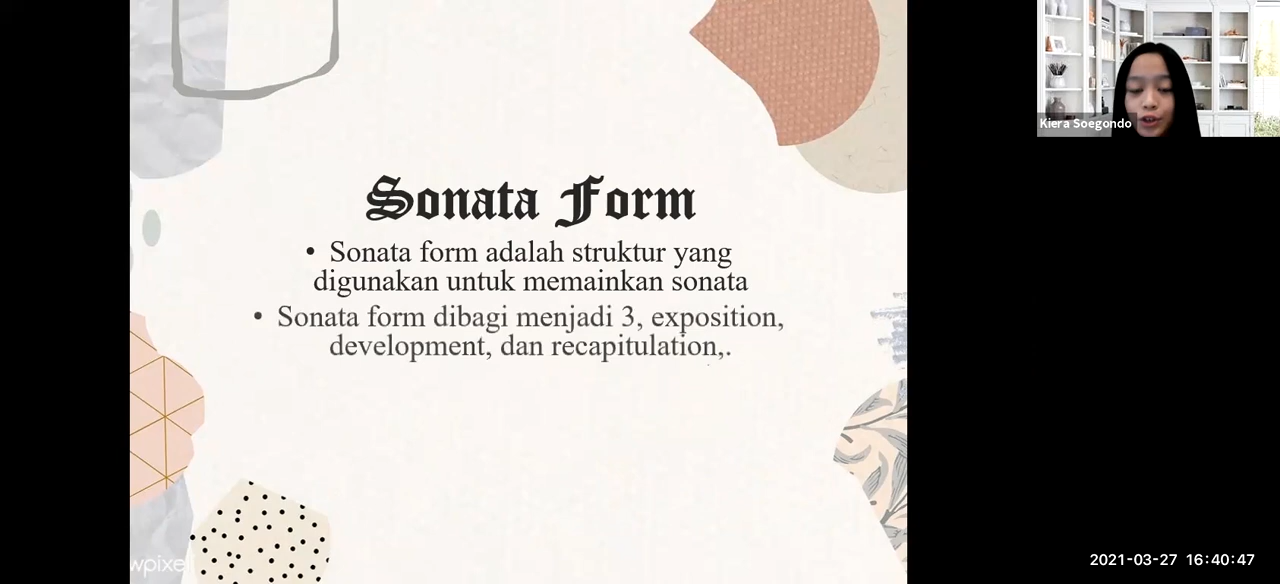 Kiera Soegondo
Sonata Form
• Sonata form adalah struktur yang
digunakan untuk memainkan sonata
• Sonata form dibagi menjadi 3, exposition,
development, dan recapitulation,.
wpixel
2021-03-27 16:40:47